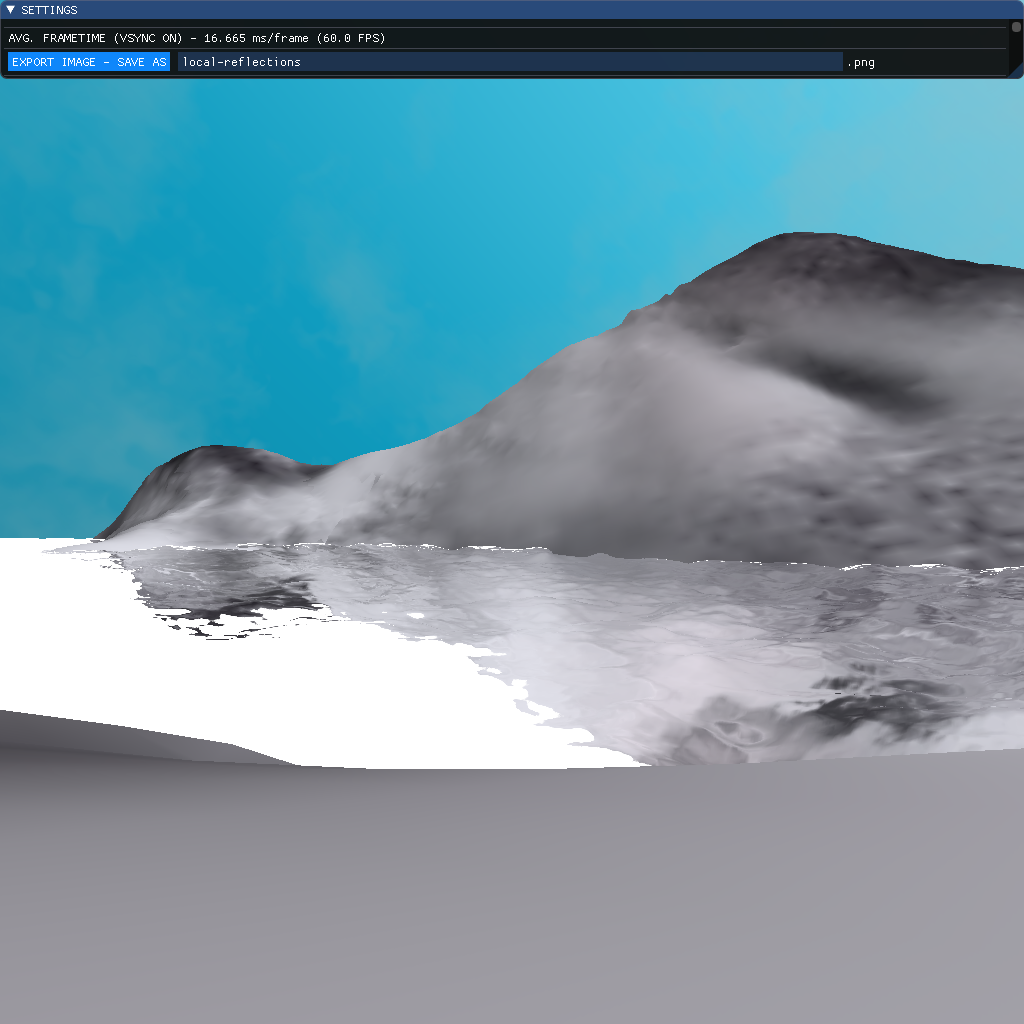 SETTINGS
AVG. FRAMETIME (VSYNC ON) - 16.665 ms/frame (60.0 FPS)
EXPORT IMAGE - SAVE AS local-reflections .png